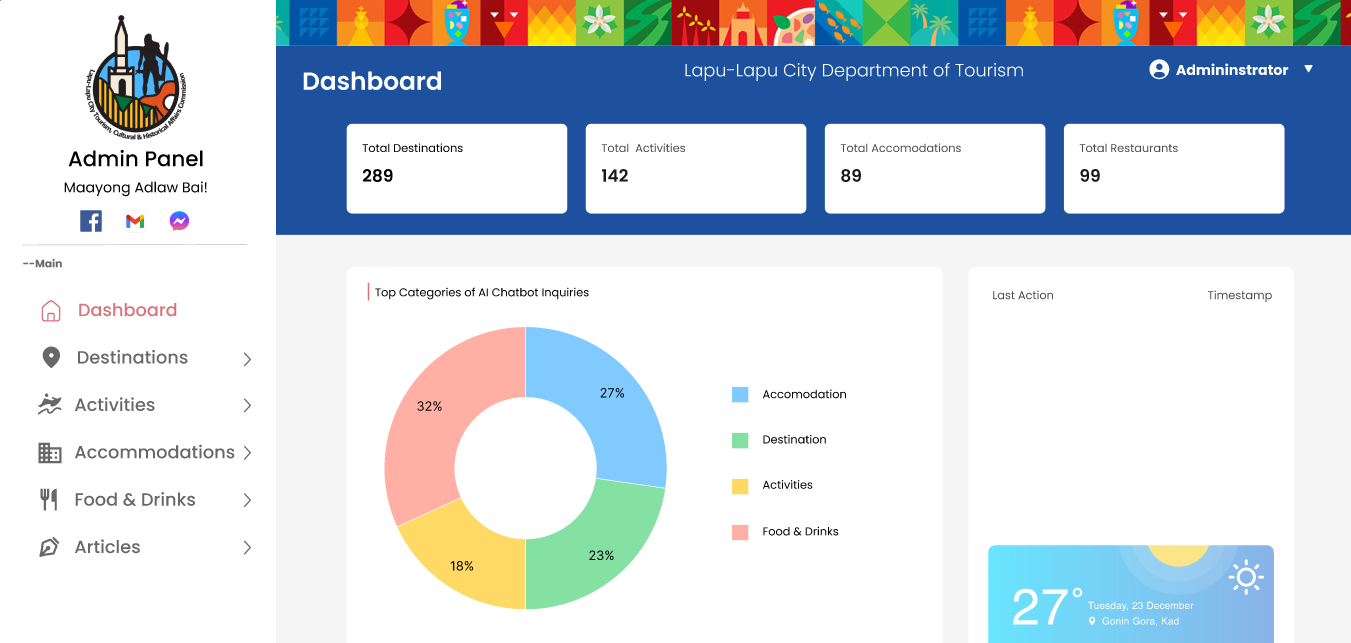 Lapu-Lapu City Tourism, Cultural & Historical Affairs Commission
Admin Panel
Maayong Adlaw Bai!
--Main
Dashboard
Destinations
Activities
Accommodations
Food & Drinks
Articles
Dashboard
Lapu-Lapu City Department of Tourism
Admininstrator
Total Destinations
289
Total Activities
142
Total Accomodations
89
Total Restaurants
99
Top Categories of AI Chatbot Inquiries
32%
27%
18%
23%
Accomodation
Destination
Activities
Food & Drinks
Last Action
Timestamp
27°
Tuesday, 23 December
Gonin Gora, Kad